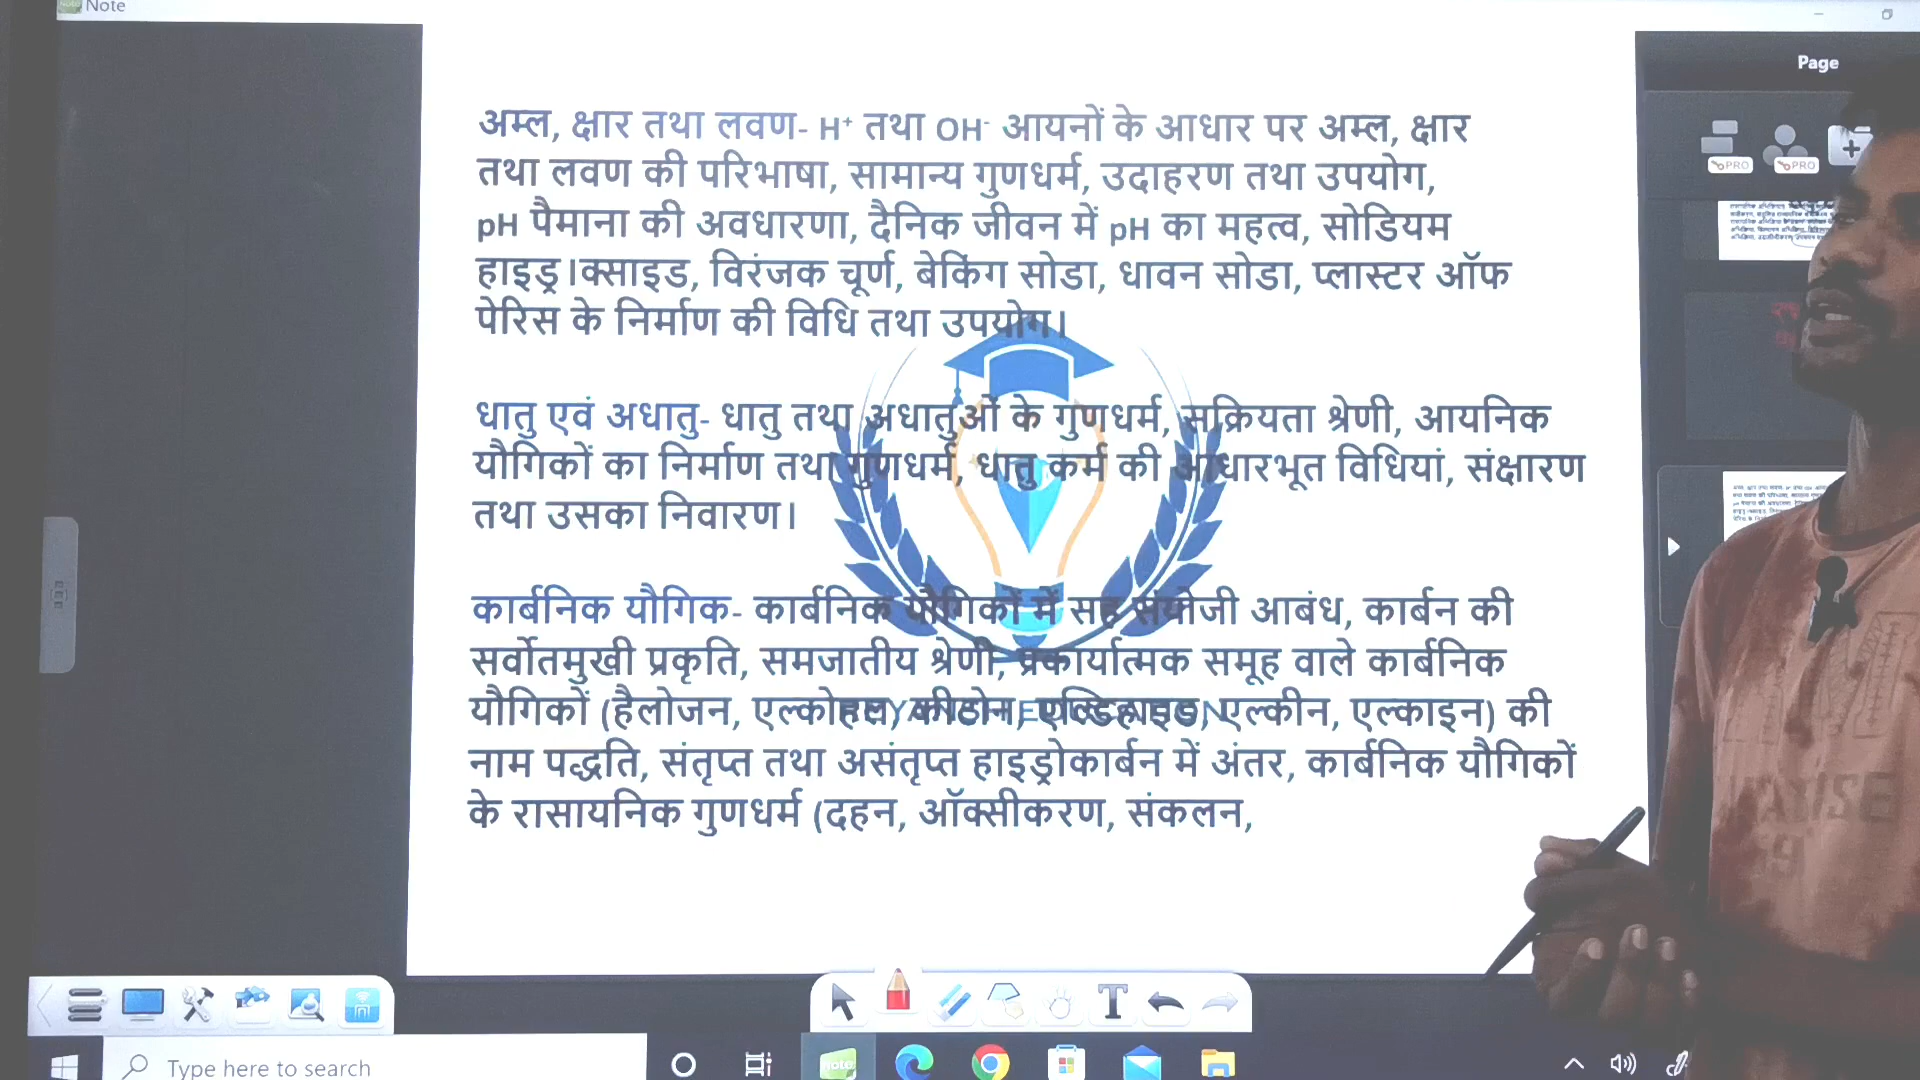 Note
Page
PRO PRO
अम्ल, क्षार तथा लवण- H⁺ तथा OH⁻ आयनों के आधार पर अम्ल, क्षार
तथा लवण की परिभाषा, सामान्य गुणधर्म, उदाहरण तथा उपयोग,
pH पैमाना की अवधारणा, दैनिक जीवन में pH का महत्व, सोडियम
हाइड्र।क्साइड, विरंजक चूर्ण, बेकिंग सोडा, धावन सोडा, प्लास्टर ऑफ
पेरिस के निर्माण की विधि तथा उपयोग।
धातु एवं अधातु- धातु तथा अधातुओं के गुणधर्म, सक्रियता श्रेणी, आयनिक
यौगिकों का निर्माण तथा गुणधर्म, धातु कर्म की आधारभूत विधियां, संक्षारण
तथा उसका निवारण।
कार्बनिक यौगिक- कार्बनिक यौगिकों में सह संयोजी आबंध, कार्बन की
सर्वोतमुखी प्रकृति, समजातीय श्रेणी, प्रकार्यात्मक समूह वाले कार्बनिक
यौगिकों (हैलोजन, एल्कोहल, कीटोन, एल्डिहाइड, एल्कीन, एल्काइन) की
नाम पद्धति, संतृप्त तथा असंतृप्त हाइड्रोकार्बन में अंतर, कार्बनिक यौगिकों
के रासायनिक गुणधर्म (दहन, ऑक्सीकरण, संकलन,
Type here to search